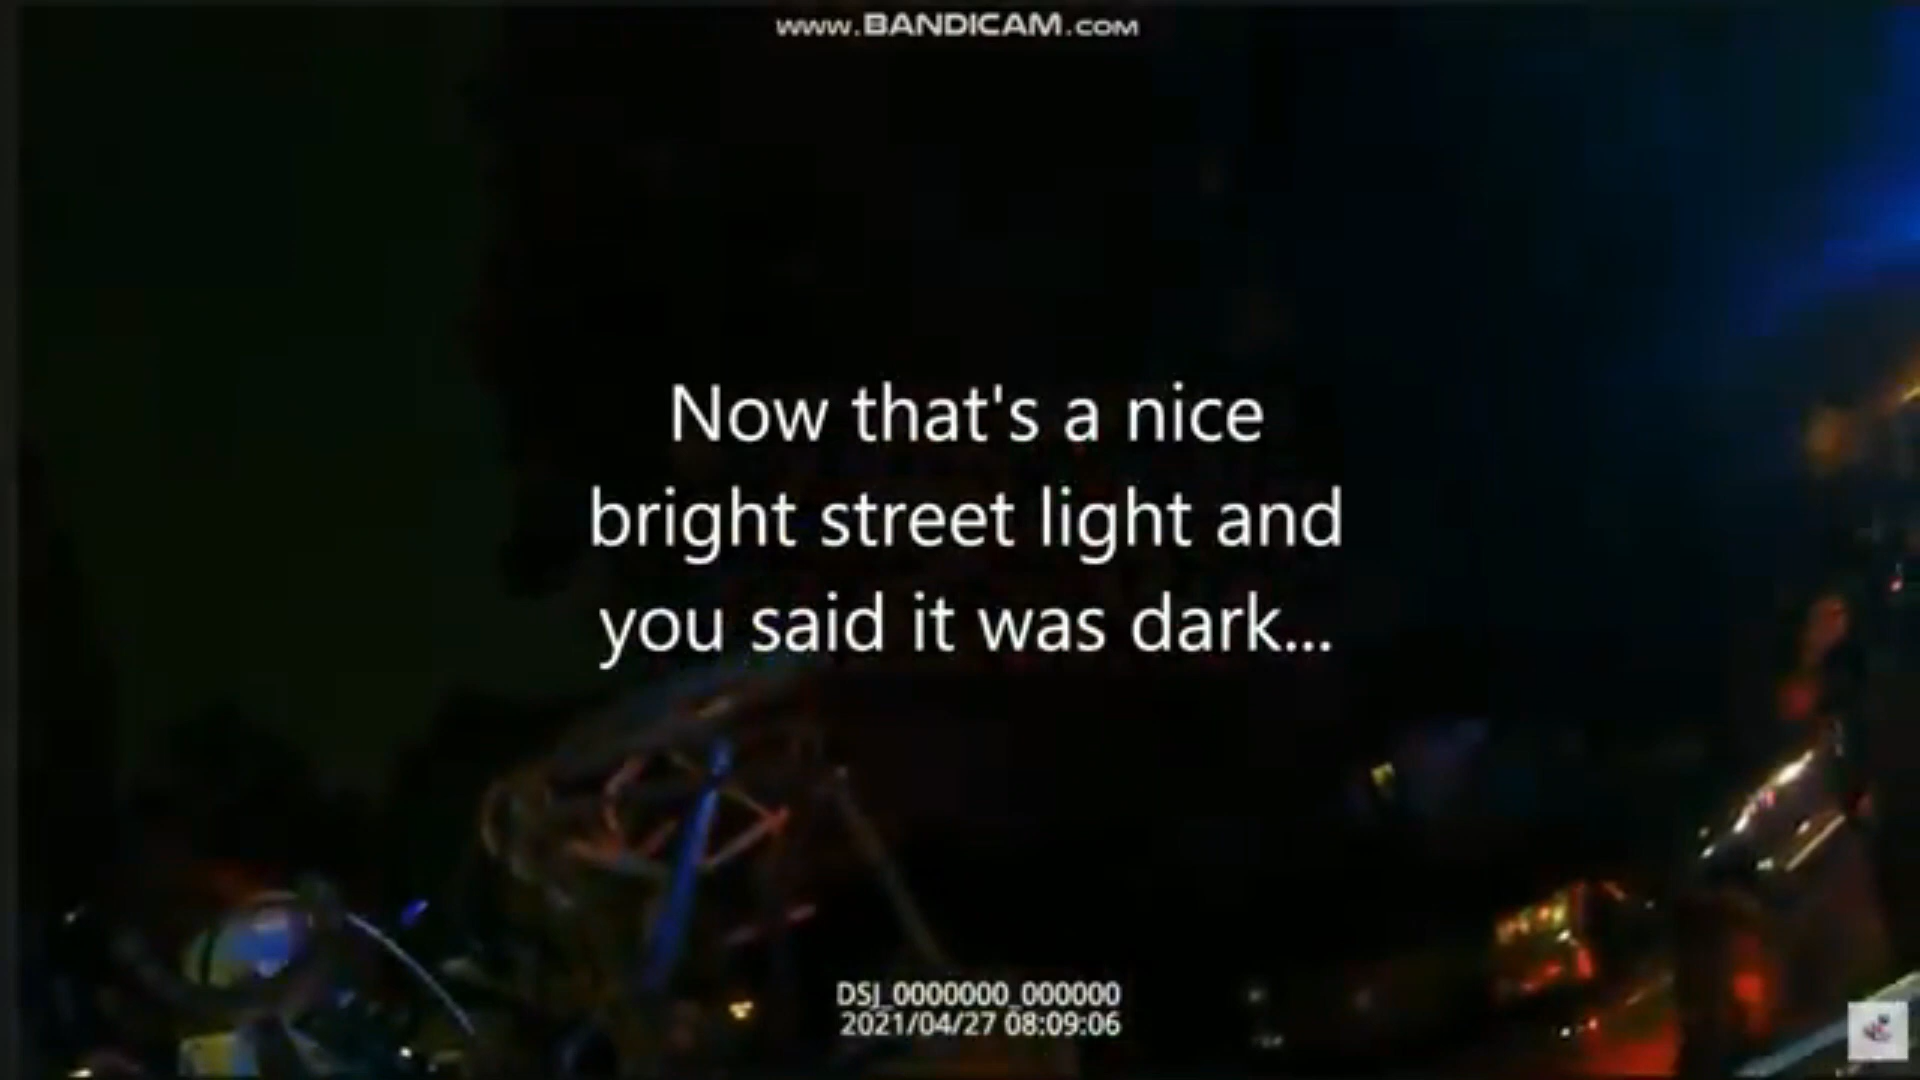 www.BANDICAM.COM
Now that's a nice
bright street light and
you said it was dark...
DSJ_0000000_000000
2021/04/27 08:09:06